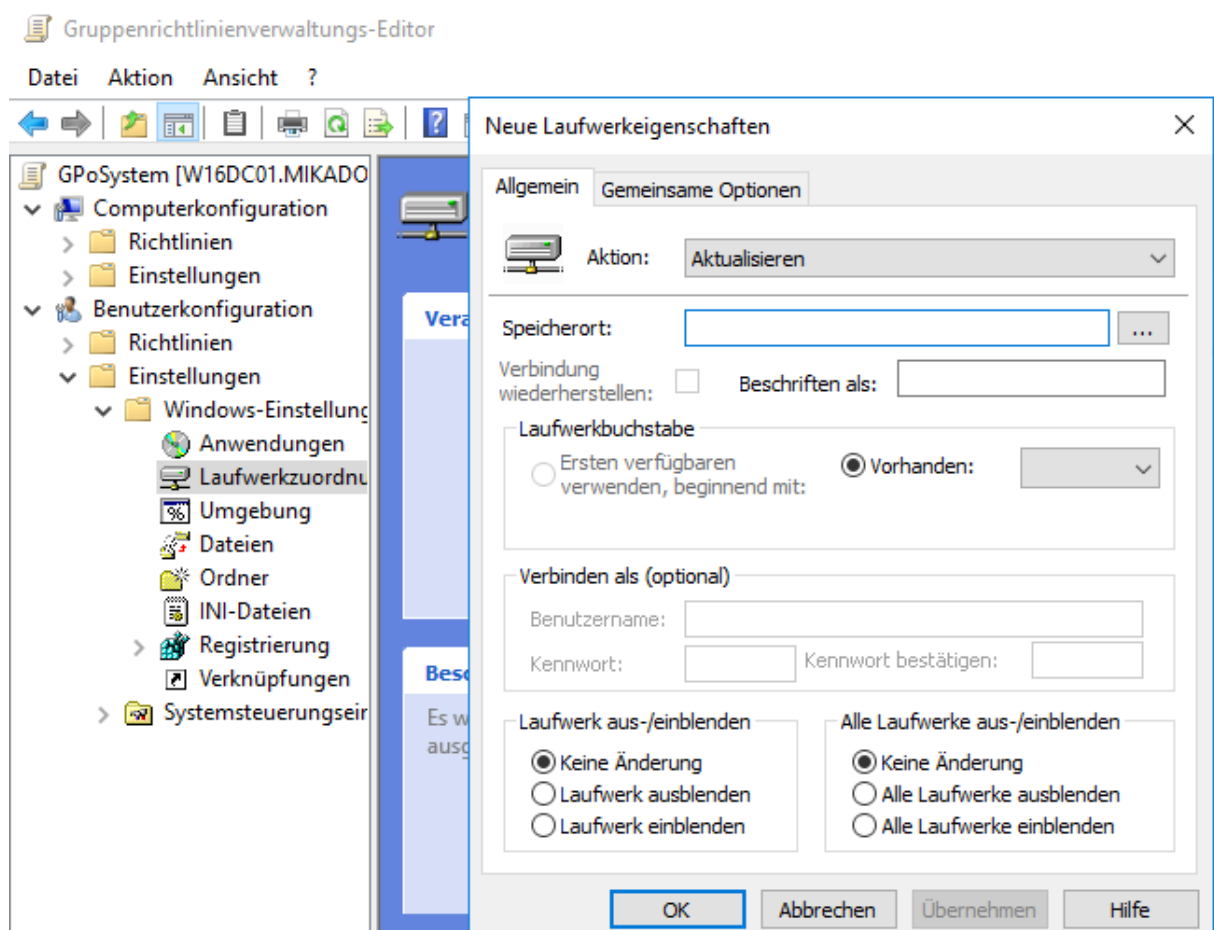 Gruppenrichtlinienverwaltungs-Editor
Datei Aktion Ansicht ?
GPoSystem [W16DC01.MIKADO
Computerkonfiguration
Richtlinien
Einstellungen
Benutzerkonfiguration
Richtlinien
Einstellungen
Windows-Einstellung
Anwendungen
Laufwerkzuordnu
Umgebung
Dateien
Ordner
INI-Dateien
Registrierung
Verknüpfungen
Systemsteuerungsein
Vera
Besc
Es w
ausg
Neue Laufwerkeigenschaften
Allgemein Gemeinsame Optionen
Aktion: Aktualisieren
Speicherort: ...
Verbindung
wiederherstellen: Beschriften als:
Laufwerkbuchstabe
Ersten verfügbaren
verwenden, beginnend mit: Vorhanden:
Verbinden als (optional)
Benutzername:
Kennwort: Kennwort bestätigen:
Laufwerk aus-/einblenden Alle Laufwerke aus-/einblenden
Keine Änderung Keine Änderung
Laufwerk ausblenden Alle Laufwerke ausblenden
Laufwerk einblenden Alle Laufwerke einblenden
OK Abbrechen Übernehmen Hilfe